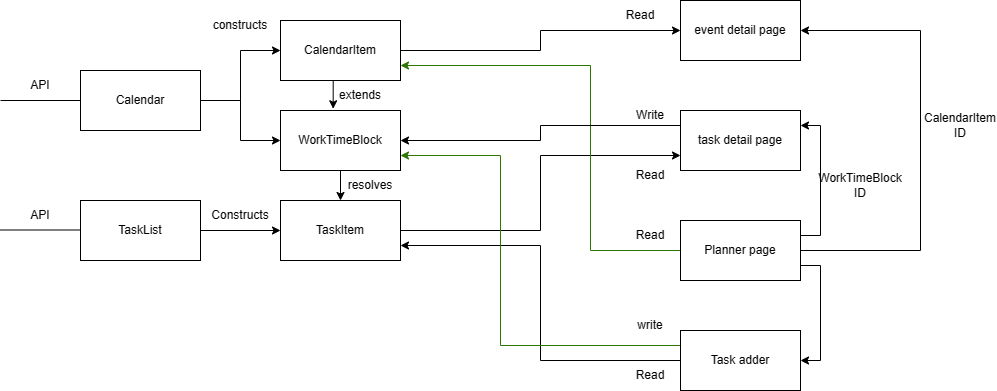 constructs
Read
event detail page
CalendarItem
API
Calendar
extends
CalendarItem
ID
Write
WorkTimeBlock
task detail page
Read
WorkTimeBlock
ID
resolves
API
TaskList
Constructs
TaskItem
Read
Planner page
write
Task adder
Read